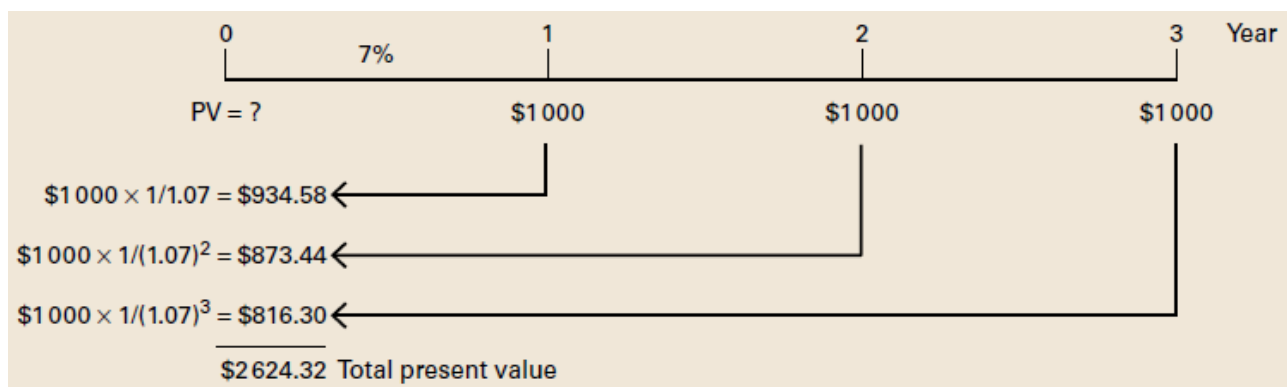 0 1 2 3 Year
7%
PV = ? $1000 $1000 $1000
$1000 × 1/1.07 = $934.58
$1000 × 1/(1.07)² = $873.44
$1000 × 1/(1.07)³ = $816.30
$2624.32 Total present value